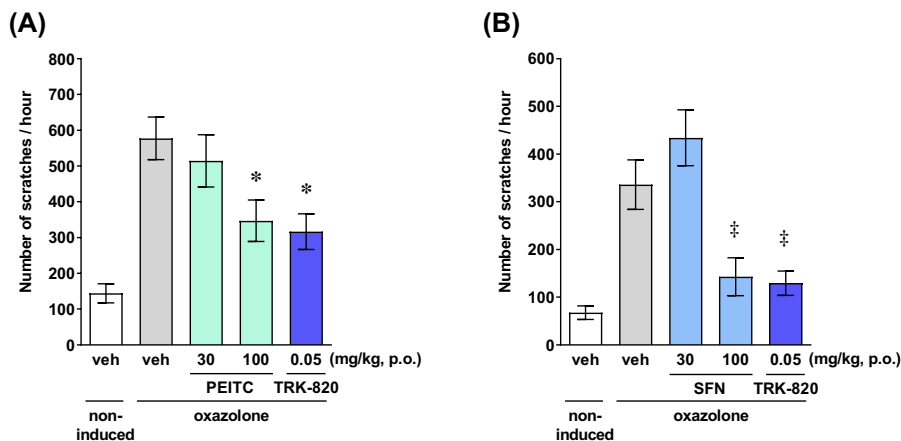 (A)
Number of scratches / hour
800
700
600
500
400
300
200
100
0
* *
veh veh 30 100 0.05 (mg/kg, p.o.)
PEITC TRK-820
non-
induced
oxazolone
(B)
Number of scratches / hour
600
500
400
300
200
100
0
‡ ‡
veh veh 30 100 0.05 (mg/kg, p.o.)
SFN TRK-820
non-
induced
oxazolone